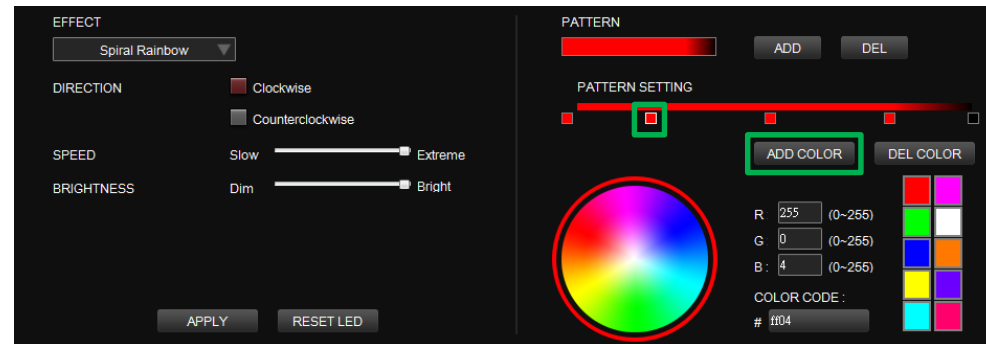 EFFECT
Spiral Rainbow
DIRECTION
Clockwise
Counterclockwise
SPEED
Slow
Extreme
BRIGHTNESS
Dim
Bright
APPLY
RESET LED
PATTERN
ADD
DEL
PATTERN SETTING
ADD COLOR
DEL COLOR
R 255 (0~255)
G 0 (0~255)
B: 4 (0~255)
COLOR CODE :
# ff04